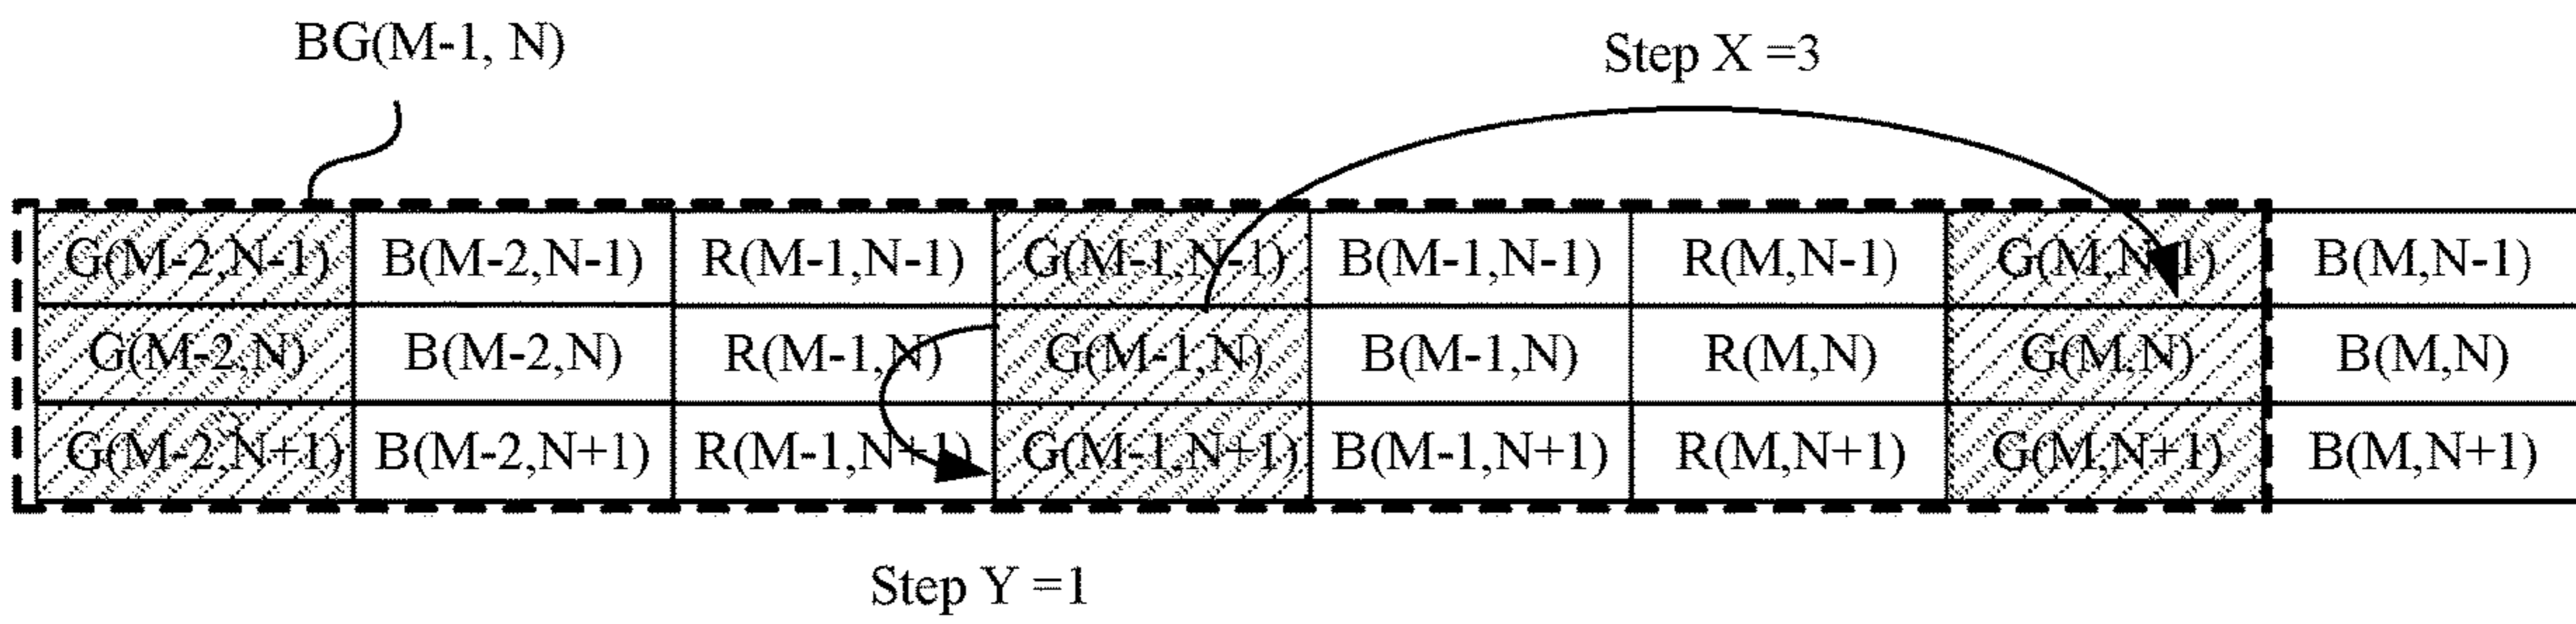 BG(M-1, N)
Step X =3
G(M-2,N-1) B(M-2,N-1) R(M-1,N-1) G(M-1,N-1) B(M-1,N-1) R(M,N-1) G(M,N-1) B(M,N-1)
G(M-2,N) B(M-2,N) R(M-1,N) G(M-1,N) B(M-1,N) R(M,N) G(M,N) B(M,N)
G(M-2,N+1) B(M-2,N+1) R(M-1,N+1) G(M-1,N+1) B(M-1,N+1) R(M,N+1) G(M,N+1) B(M,N+1)
Step Y =1